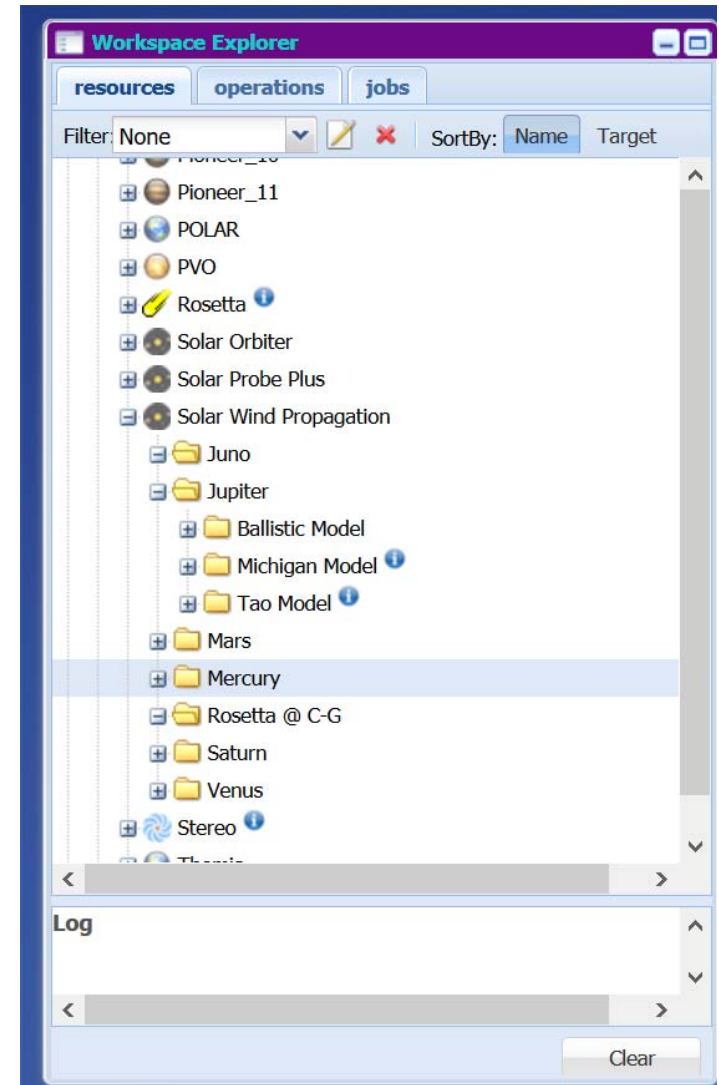 Workspace Explorer
resources operations jobs
Filter: None SortBy: Name Target
Pioneer_10
Pioneer_11
POLAR
PVO
Rosetta
Solar Orbiter
Solar Probe Plus
Solar Wind Propagation
Juno
Jupiter
Ballistic Model
Michigan Model
Tao Model
Mars
Mercury
Rosetta @ C-G
Saturn
Venus
Stereo
Themis
Log
Clear